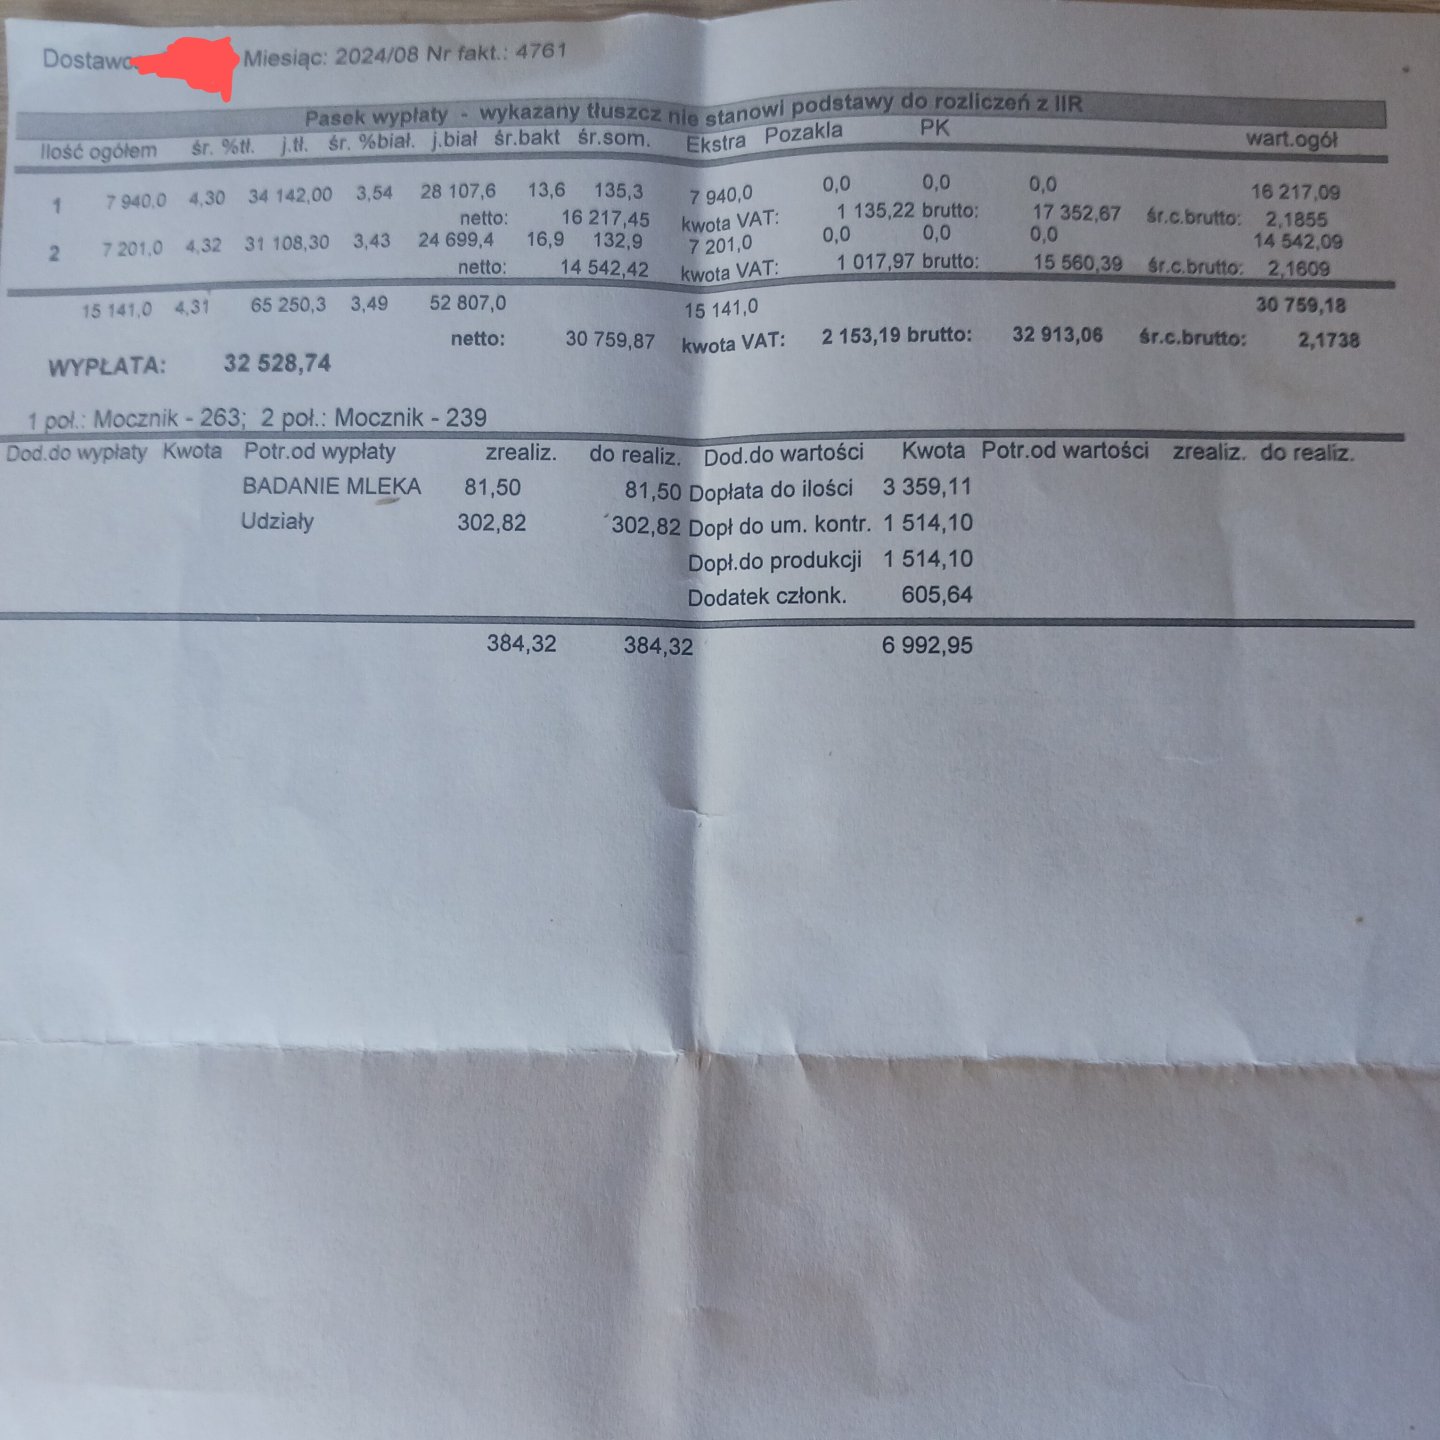 Dostawc Miesiąc: 2024/08 Nr fakt.: 4761
Pasek wypłaty - wykazany tłuszcz nie stanowi podstawy do rozliczeń z IIR
Ilość ogółem śr. %tł. j.tł. śr. %biał. j.biał śr.bakt śr.som. Ekstra Pozakla PK wart.ogół
1 7 940,0 4,30 34 142,00 3,54 28 107,6 13,6 135,3 7 940,0 0,0 0,0 0,0 16 217,09
netto: 16 217,45 kwota VAT: 1 135,22 brutto: 17 352,67 śr.c.brutto: 2,1855
2 7 201,0 4,32 31 108,30 3,43 24 699,4 16,9 132,9 7 201,0 0,0 0,0 0,0 14 542,09
netto: 14 542,42 kwota VAT: 1 017,97 brutto: 15 560,39 śr.c.brutto: 2,1609
15 141,0 4,31 65 250,3 3,49 52 807,0 15 141,0 30 759,18
netto: 30 759,87 kwota VAT: 2 153,19 brutto: 32 913,06 śr.c.brutto: 2,1738
WYPŁATA: 32 528,74
1 poł.: Mocznik - 263; 2 poł.: Mocznik - 239
Dod.do wypłaty Kwota Potr.od wypłaty zrealiz. do realiz. Dod.do wartości Kwota Potr.od wartości zrealiz. do realiz.
BADANIE MLEKA 81,50 81,50 Dopłata do ilości 3 359,11
Udziały 302,82 302,82 Dopł do um. kontr. 1 514,10
Dopł.do produkcji 1 514,10
Dodatek członk. 605,64
384,32 384,32 6 992,95